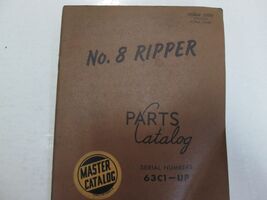 No. 8 RIPPER
PARTS
Catalog
SERIAL NUMBERS
63C1-UP
MASTER
CATALOG